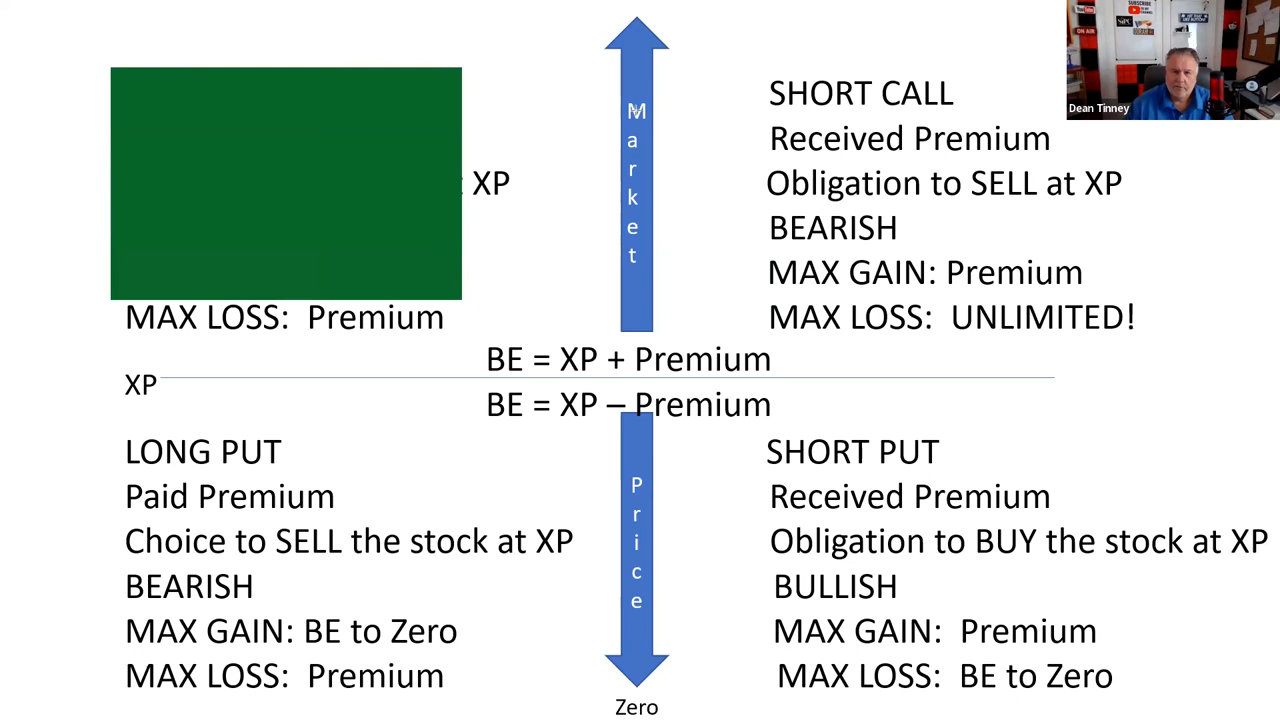 XP
MAX LOSS: Premium
Market
SHORT CALL
Received Premium
Obligation to SELL at XP
BEARISH
MAX GAIN: Premium
MAX LOSS: UNLIMITED!
BE = XP + Premium
XP
BE = XP – Premium
LONG PUT
Paid Premium
Choice to SELL the stock at XP
BEARISH
MAX GAIN: BE to Zero
MAX LOSS: Premium
Price
Zero
SHORT PUT
Received Premium
Obligation to BUY the stock at XP
BULLISH
MAX GAIN: Premium
MAX LOSS: BE to Zero
Dean Tinney
SUBSCRIBE
ON AIR